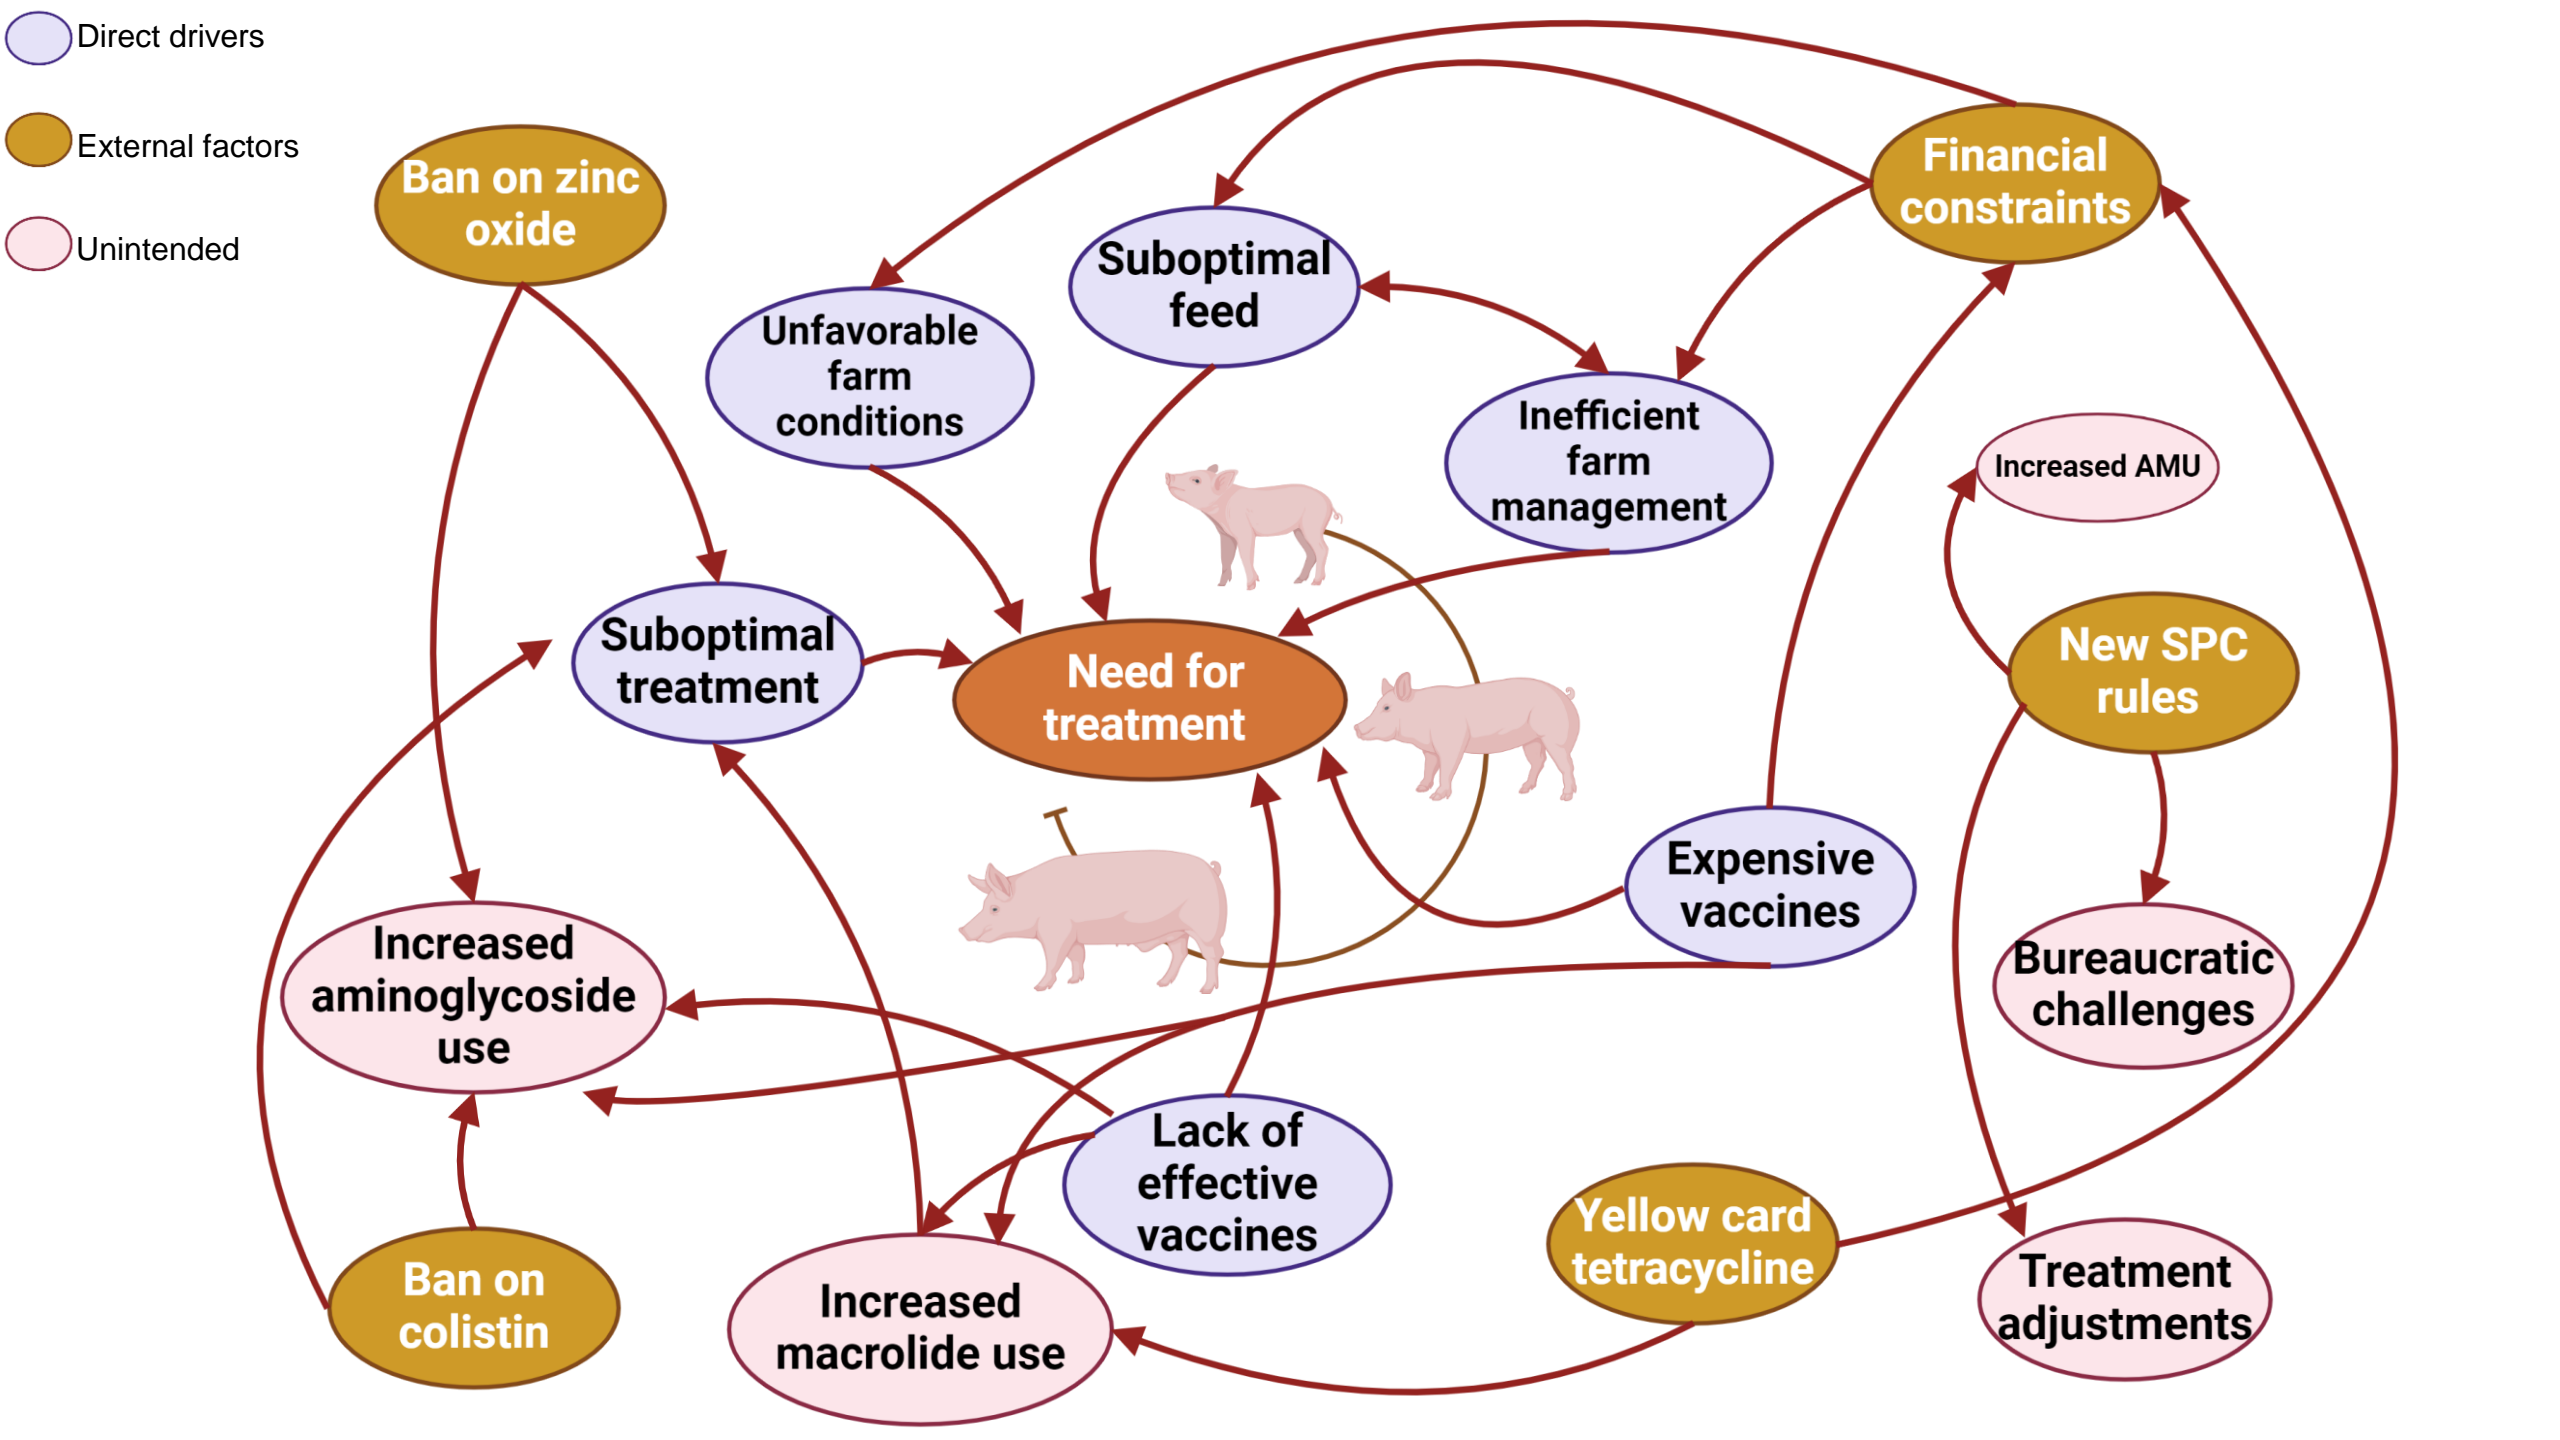 Direct drivers
External factors
Unintended
Ban on zinc
oxide
Financial
constraints
Suboptimal
feed
Unfavorable
farm
conditions
Inefficient
farm
management
Increased AMU
Suboptimal
treatment
Need for
treatment
New SPC
rules
Expensive
vaccines
Increased
aminoglycoside
use
Bureaucratic
challenges
Lack of
effective
vaccines
Yellow card
tetracycline
Ban on
colistin
Increased
macrolide use
Treatment
adjustments